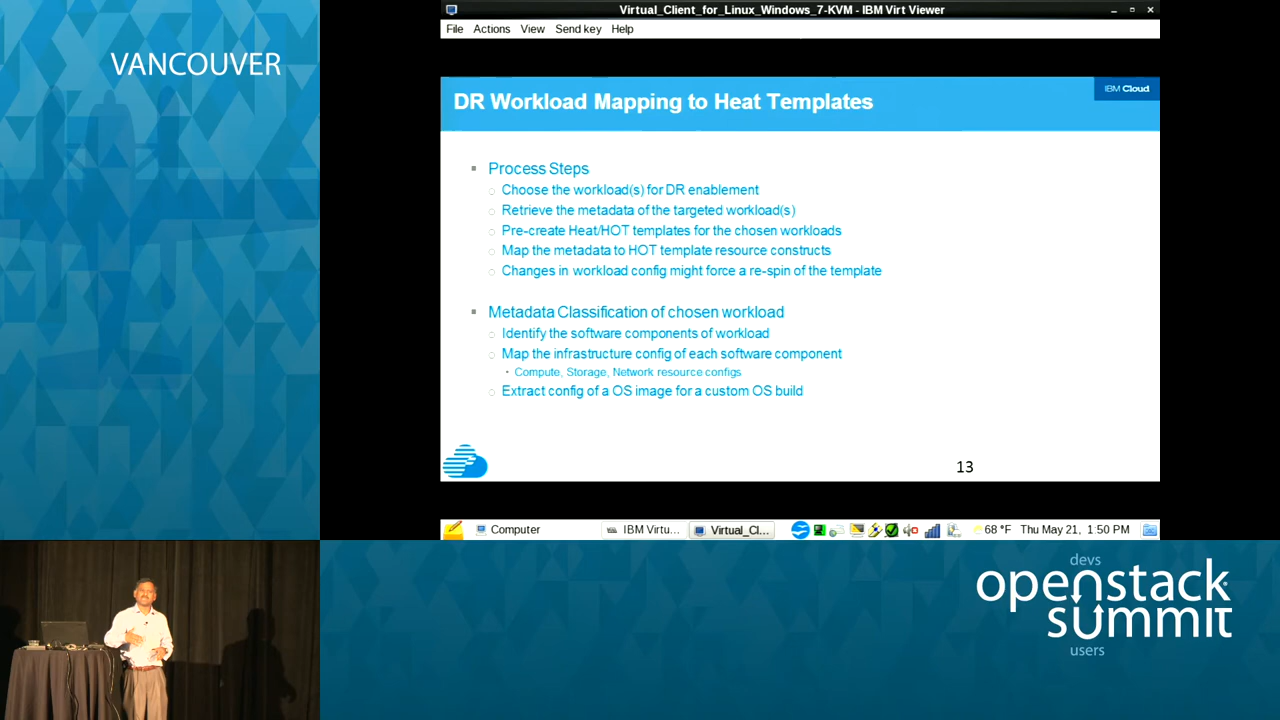 VANCOUVER
Virtual_Client_for_Linux_Windows_7-KVM - IBM Virt Viewer
File Actions View Send key Help
DR Workload Mapping to Heat Templates
IBM Cloud
Process Steps
Choose the workload(s) for DR enablement
Retrieve the metadata of the targeted workload(s)
Pre-create Heat/HOT templates for the chosen workloads
Map the metadata to HOT template resource constructs
Changes in workload config might force a re-spin of the template
Metadata Classification of chosen workload
Identify the software components of workload
Map the infrastructure config of each software component
Compute, Storage, Network resource configs
Extract config of a OS image for a custom OS build
13
Computer IBM Virtu... Virtual_Cl... 68 °F Thu May 21, 1:50 PM
devs
openstack
summit
users